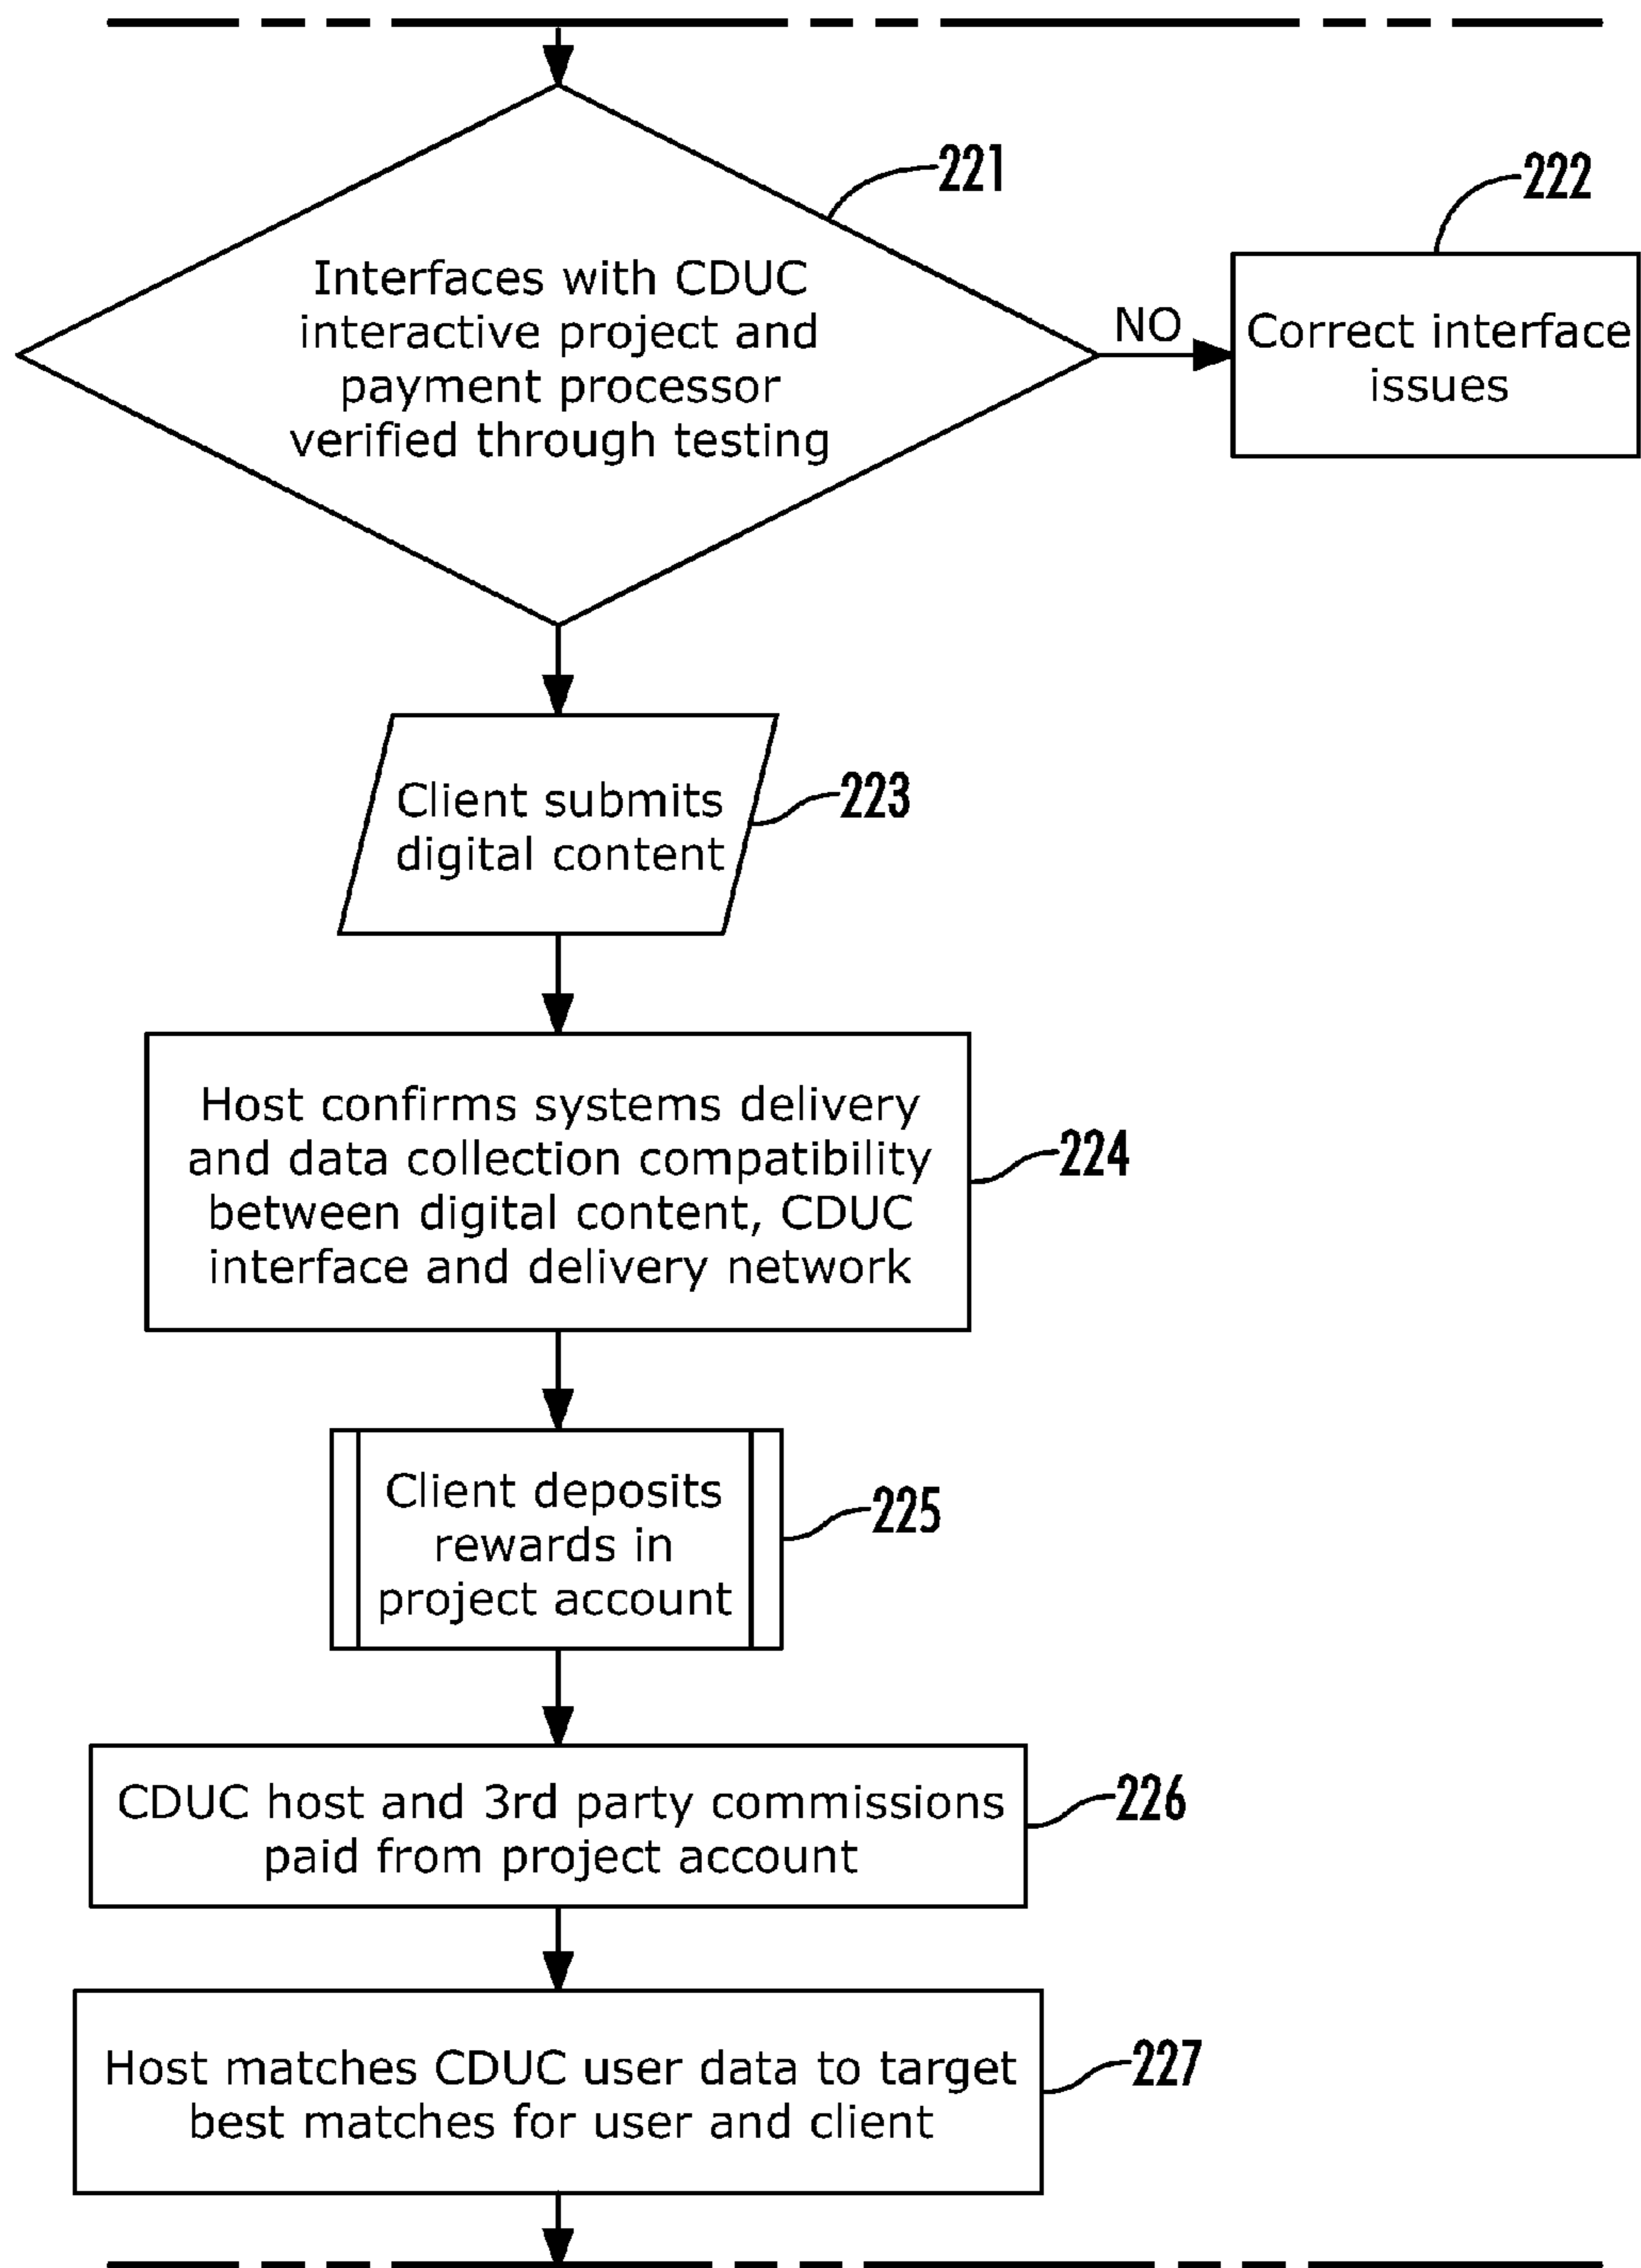 221
Interfaces with CDUC
interactive project and
payment processor
verified through testing
NO
222
Correct interface
issues
Client submits
digital content
223
Host confirms systems delivery
and data collection compatibility
between digital content, CDUC
interface and delivery network
224
Client deposits
rewards in
project account
225
CDUC host and 3rd party commissions
paid from project account
226
Host matches CDUC user data to target
best matches for user and client
227